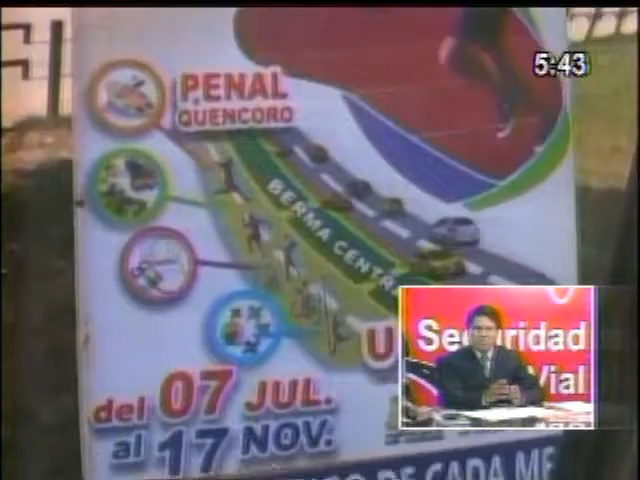 5:43
PENAL
QUENCORO
BERMA CENTR
U
Seguridad
Vial
del 07 JUL.
al 17 NOV.
DE CADA ME